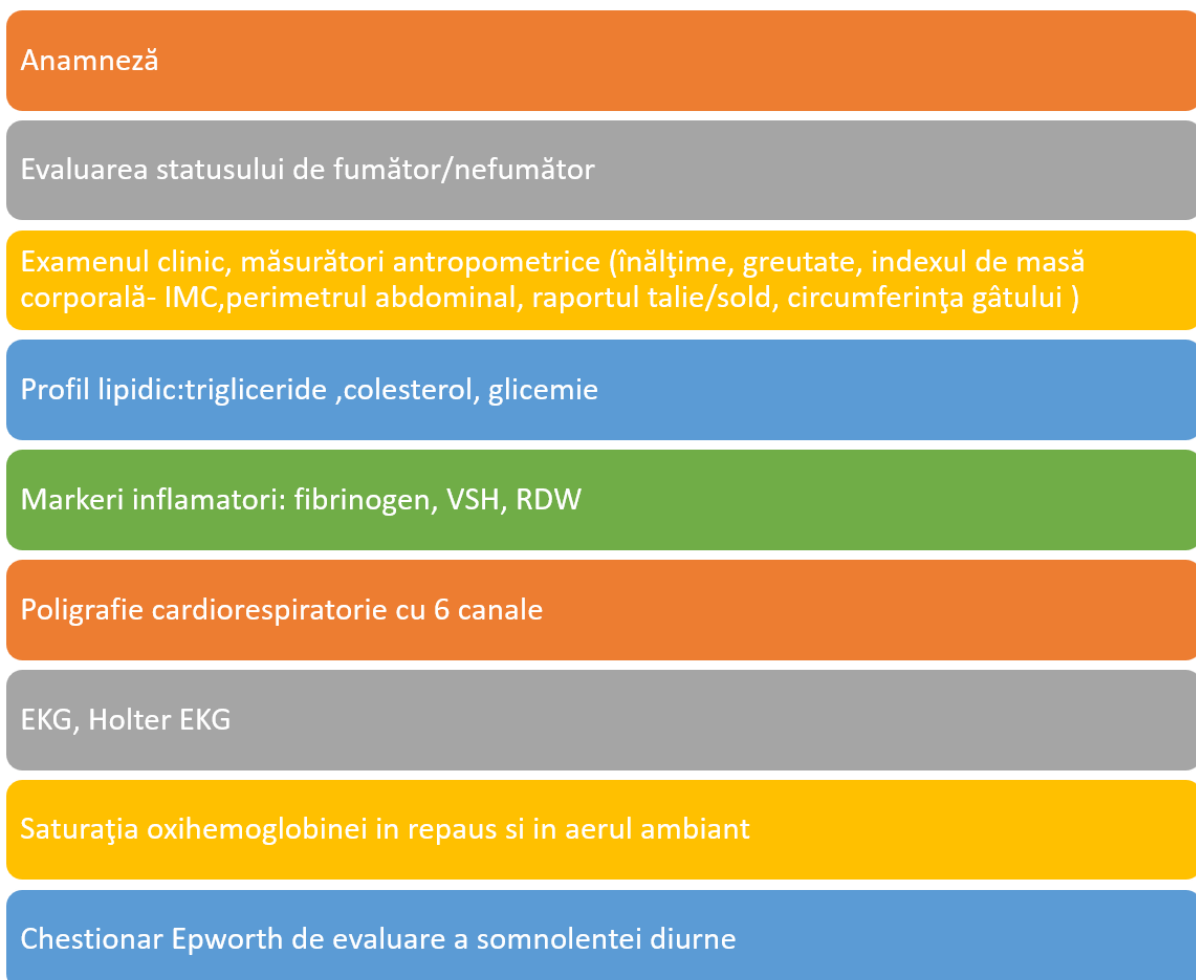 Anamneză
Evaluarea statusului de fumător/nefumător
Examenul clinic, măsurători antropometrice (înălţime, greutate, indexul de masă
corporală- IMC,perimetrul abdominal, raportul talie/sold, circumferinţa gâtului )
Profil lipidic:trigliceride ,colesterol, glicemie
Markeri inflamatori: fibrinogen, VSH, RDW
Poligrafie cardiorespiratorie cu 6 canale
EKG, Holter EKG
Saturaţia oxihemoglobinei in repaus si in aerul ambiant
Chestionar Epworth de evaluare a somnolentei diurne